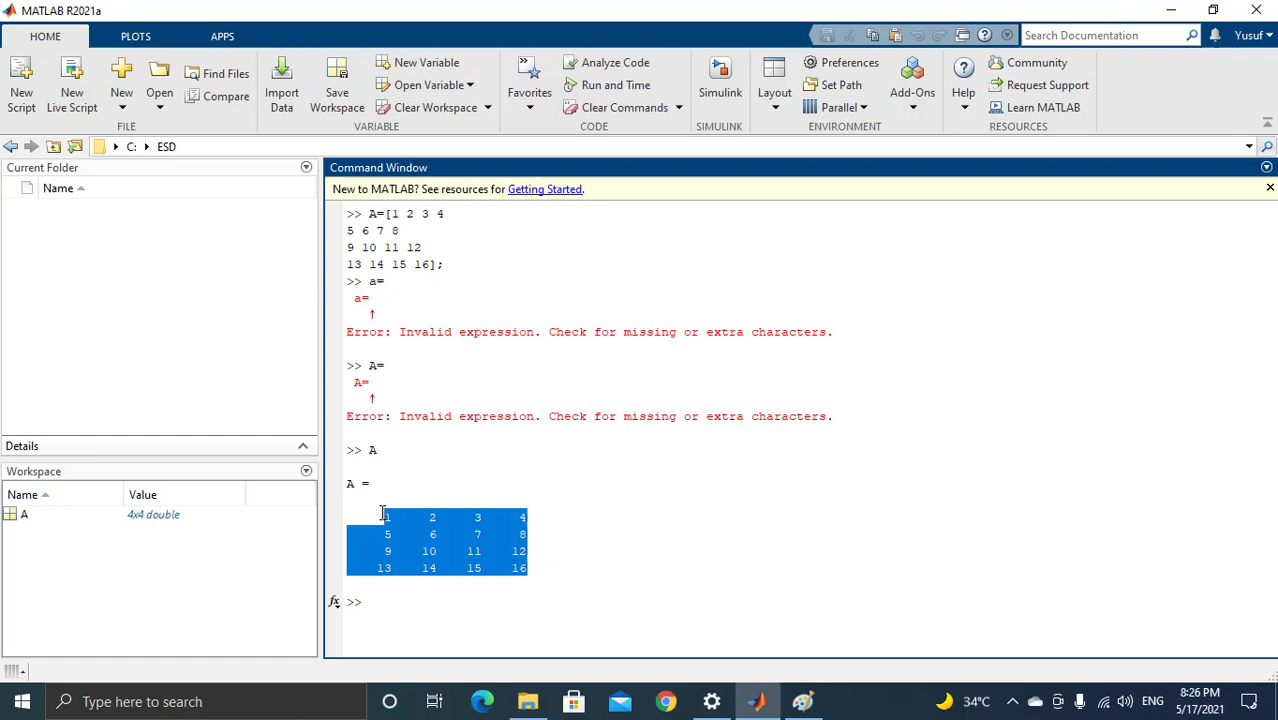 MATLAB R2021a
HOME PLOTS APPS Search Documentation Yusuf
New Script
New Live Script
New
Open
Find Files
Compare
FILE
Import Data
Save Workspace
New Variable
Open Variable
Clear Workspace
VARIABLE
Favorites
Analyze Code
Run and Time
Clear Commands
CODE
Simulink
SIMULINK
Layout
Preferences
Set Path
Parallel
Add-Ons
ENVIRONMENT
Help
Community
Request Support
Learn MATLAB
RESOURCES
C: ESD
Current Folder
Name
Details
Workspace
Name Value
A 4x4 double
Command Window
New to MATLAB? See resources for Getting Started.
>> A=[1 2 3 4
5 6 7 8
9 10 11 12
13 14 15 16];
>> a=
a=
↑
Error: Invalid expression. Check for missing or extra characters.
>> A=
A=
↑
Error: Invalid expression. Check for missing or extra characters.
>> A
A =
1 2 3 4
5 6 7 8
9 10 11 12
13 14 15 16
fx >>
Type here to search
34°C ENG 8:26 PM
5/17/2021